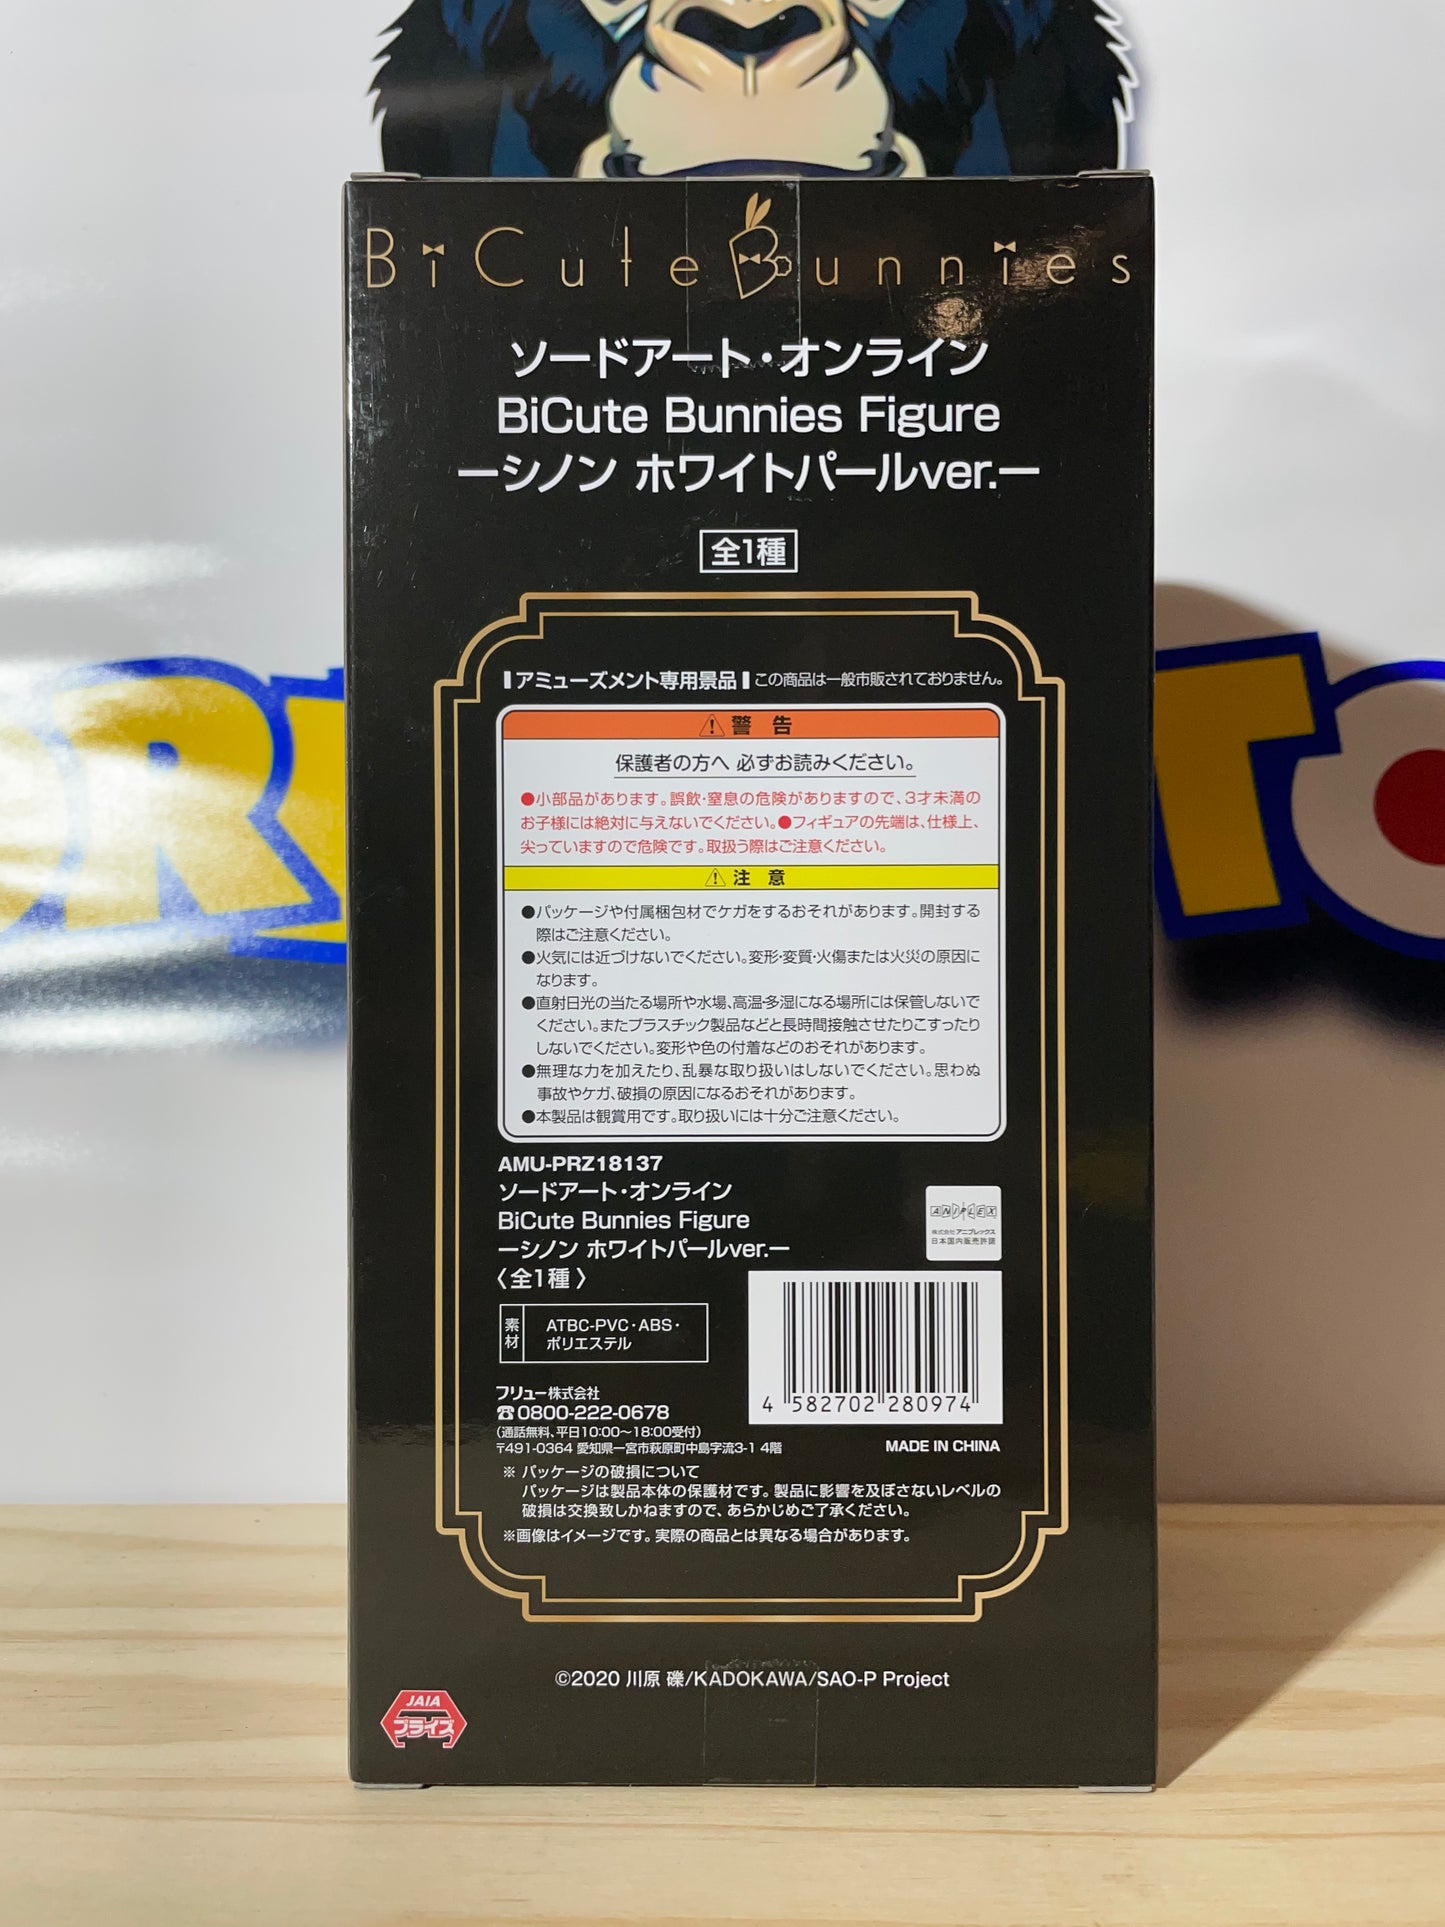 BiCute Bunnies
ソードアート・オンライン
BiCute Bunnies Figure
ーシノン ホワイトパールver.ー
全1種
アミューズメント専用景品 この商品は一般市販されておりません。
警 告
保護者の方へ 必ずお読みください。
●小部品があります。誤飲・窒息の危険がありますので、3才未満の
お子様には絶対に与えないでください。●フィギュアの先端は、仕様上、
尖っていますので危険です。取扱う際はご注意ください。
注 意
●パッケージや付属梱包材でケガをするおそれがあります。開封する
際はご注意ください。
●火気には近づけないでください。変形・変質・火傷または火災の原因に
なります。
●直射日光の当たる場所や水場、高温・多湿になる場所には保管しないで
ください。またプラスチック製品などと長時間接触させたりこすったり
しないでください。変形や色の付着などのおそれがあります。
●無理な力を加えたり、乱暴な取り扱いはしないでください。思わぬ
事故やケガ、破損の原因になるおそれがあります。
●本製品は観賞用です。取り扱いには十分ご注意ください。
AMU-PRZ18137
ソードアート・オンライン
BiCute Bunnies Figure
ーシノン ホワイトパールver.ー
〈全1種〉
ANIPLEX
株式会社 アニプレックス
日本国内販売許諾
素材
ATBC-PVC・ABS・
ポリエステル
4 582702 280974
フリュー株式会社
☎0800-222-0678
(通話無料、平日10:00〜18:00受付)
〒491-0364 愛知県一宮市萩原町中島字流3-1 4階
MADE IN CHINA
※ パッケージの破損について
パッケージは製品本体の保護材です。製品に影響を及ぼさないレベルの
破損は交換致しかねますので、あらかじめご了承ください。
※画像はイメージです。実際の商品とは異なる場合があります。
©2020 川原 礫/KADOKAWA/SAO-P Project
JAIA
プライズ